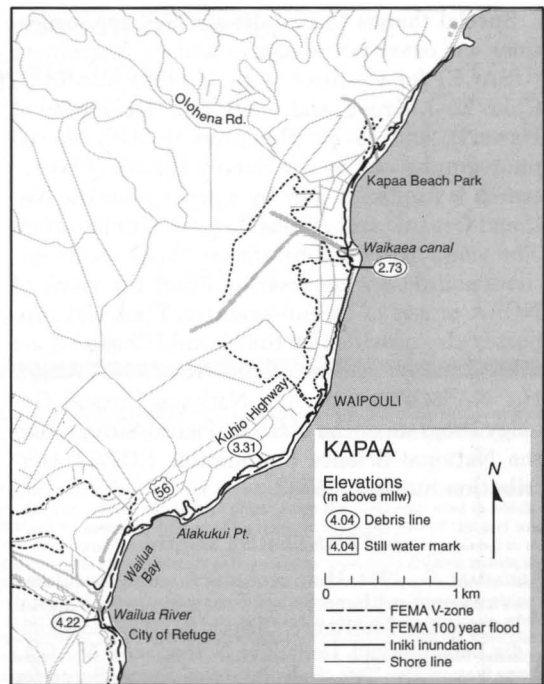 Olohena Rd.
Kapaa Beach Park
Waikaea canal
2.73
Kuhio Highway
WAIPOULI
3.31
56
Alakukui Pt.
Wailua
Bay
Wailua River
4.22
City of Refuge
KAPAA
Elevations
(m above mllw)
4.04 Debris line
4.04 Still water mark
N
0 1 km
FEMA V-zone
FEMA 100 year flood
Iniki inundation
Shore line